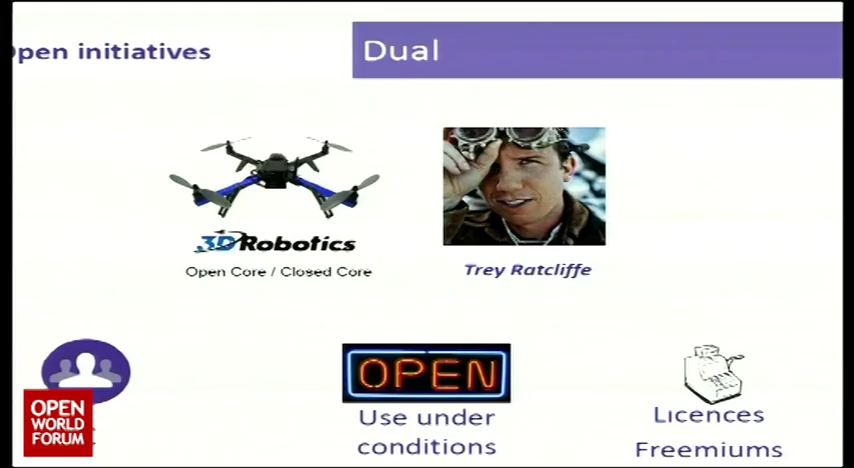 pen initiatives
Dual
3DRobotics
Open Core / Closed Core
Trey Ratcliffe
OPEN
Use under
conditions
Licences
Freemiums
OPEN
WORLD
FORUM